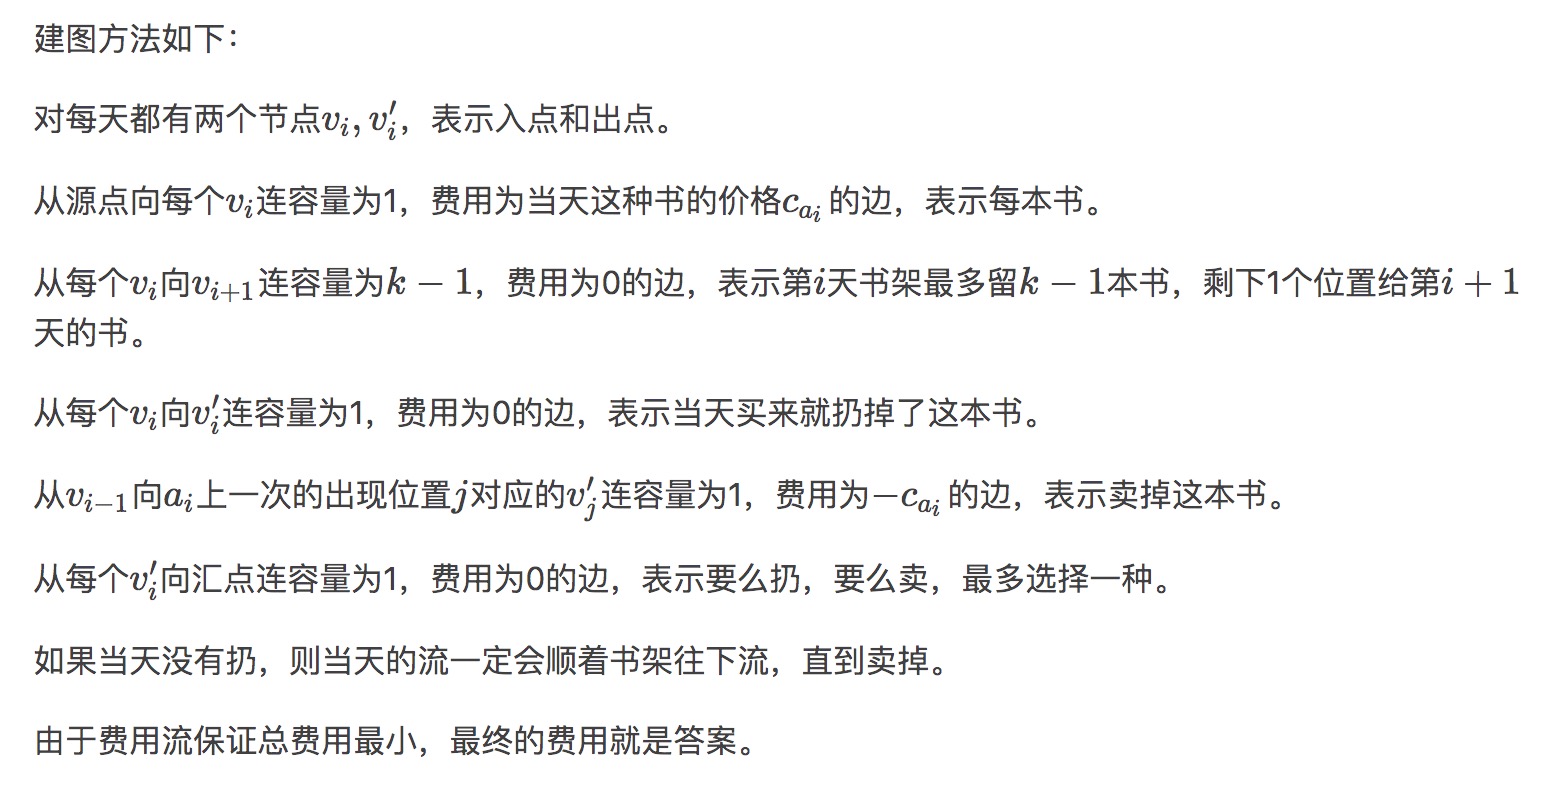 建图方法如下：
对每天都有两个节点$v_i, v_i'$，表示入点和出点。
从源点向每个$v_i$连容量为1，费用为当天这种书的价格$c_{a_i}$的边，表示每本书。
从每个$v_i$向$v_{i+1}$连容量为$k-1$，费用为0的边，表示第$i$天书架最多留$k-1$本书，剩下1个位置给第$i+1$
天的书。
从每个$v_i$向$v_i'$连容量为1，费用为0的边，表示当天买来就扔掉了这本书。
从$v_{i-1}$向$a_i$上一次的出现位置$j$对应的$v_j'$连容量为1，费用为$-c_{a_i}$的边，表示卖掉这本书。
从每个$v_i'$向汇点连容量为1，费用为0的边，表示要么扔，要么卖，最多选择一种。
如果当天没有扔，则当天的流一定会顺着书架往下流，直到卖掉。
由于费用流保证总费用最小，最终的费用就是答案。